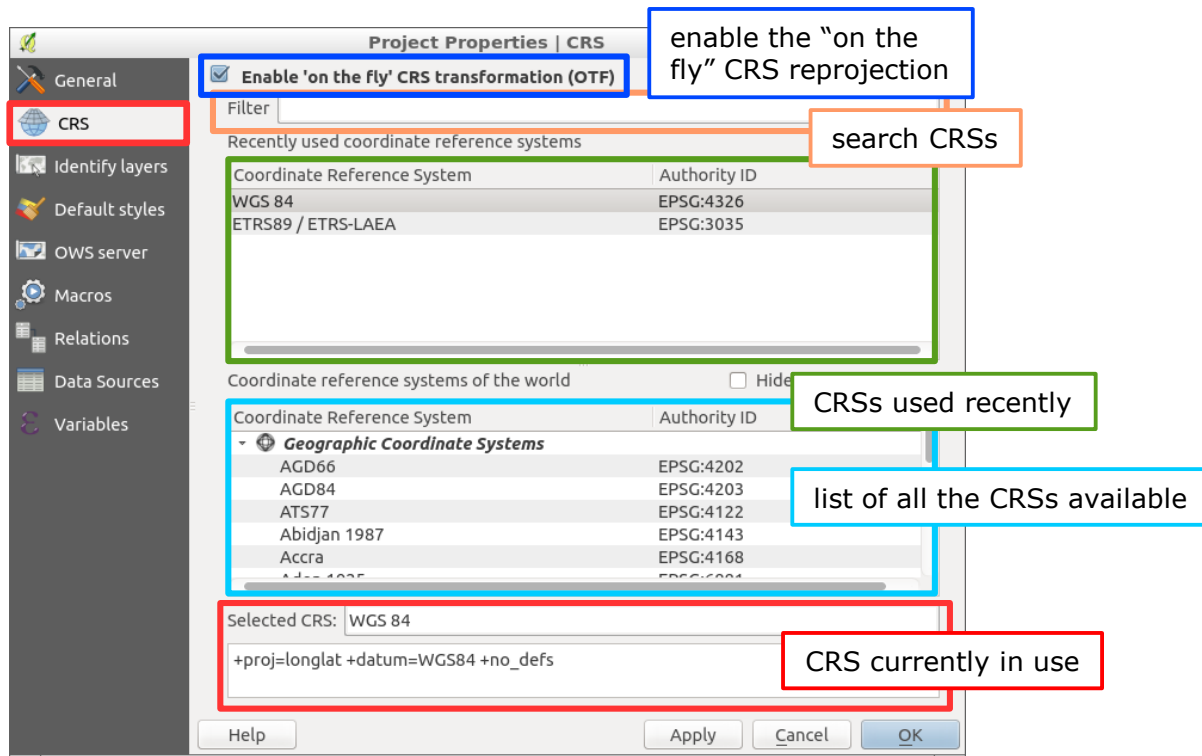 Project Properties | CRS
enable the “on the
fly” CRS reprojection
General
CRS
Identify layers
Default styles
OWS server
Macros
Relations
Data Sources
Variables
Enable 'on the fly' CRS transformation (OTF)
Filter
search CRSs
Recently used coordinate reference systems
Coordinate Reference System Authority ID
WGS 84 EPSG:4326
ETRS89 / ETRS-LAEA EPSG:3035
Coordinate reference systems of the world Hide
CRSs used recently
Coordinate Reference System Authority ID
Geographic Coordinate Systems
AGD66 EPSG:4202
AGD84 EPSG:4203
ATS77 EPSG:4122
Abidjan 1987 EPSG:4143
Accra EPSG:4168
list of all the CRSs available
Selected CRS: WGS 84
+proj=longlat +datum=WGS84 +no_defs
CRS currently in use
Help Apply Cancel OK